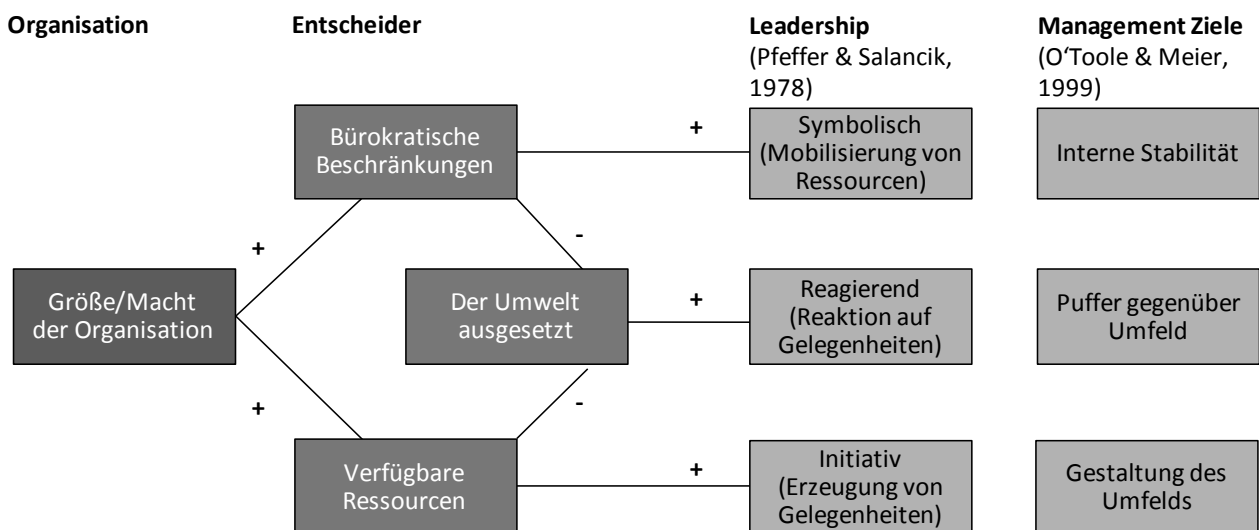 Organisation
Entscheider
Leadership
(Pfeffer & Salancik,
1978)
Management Ziele
(O‘Toole & Meier,
1999)
Bürokratische
Beschränkungen
+
Symbolisch
(Mobilisierung von
Ressourcen)
Interne Stabilität
+
-
Größe/Macht
der Organisation
Der Umwelt
ausgesetzt
+
Reagierend
(Reaktion auf
Gelegenheiten)
Puffer gegenüber
Umfeld
+
-
Verfügbare
Ressourcen
+
Initiativ
(Erzeugung von
Gelegenheiten)
Gestaltung des
Umfelds